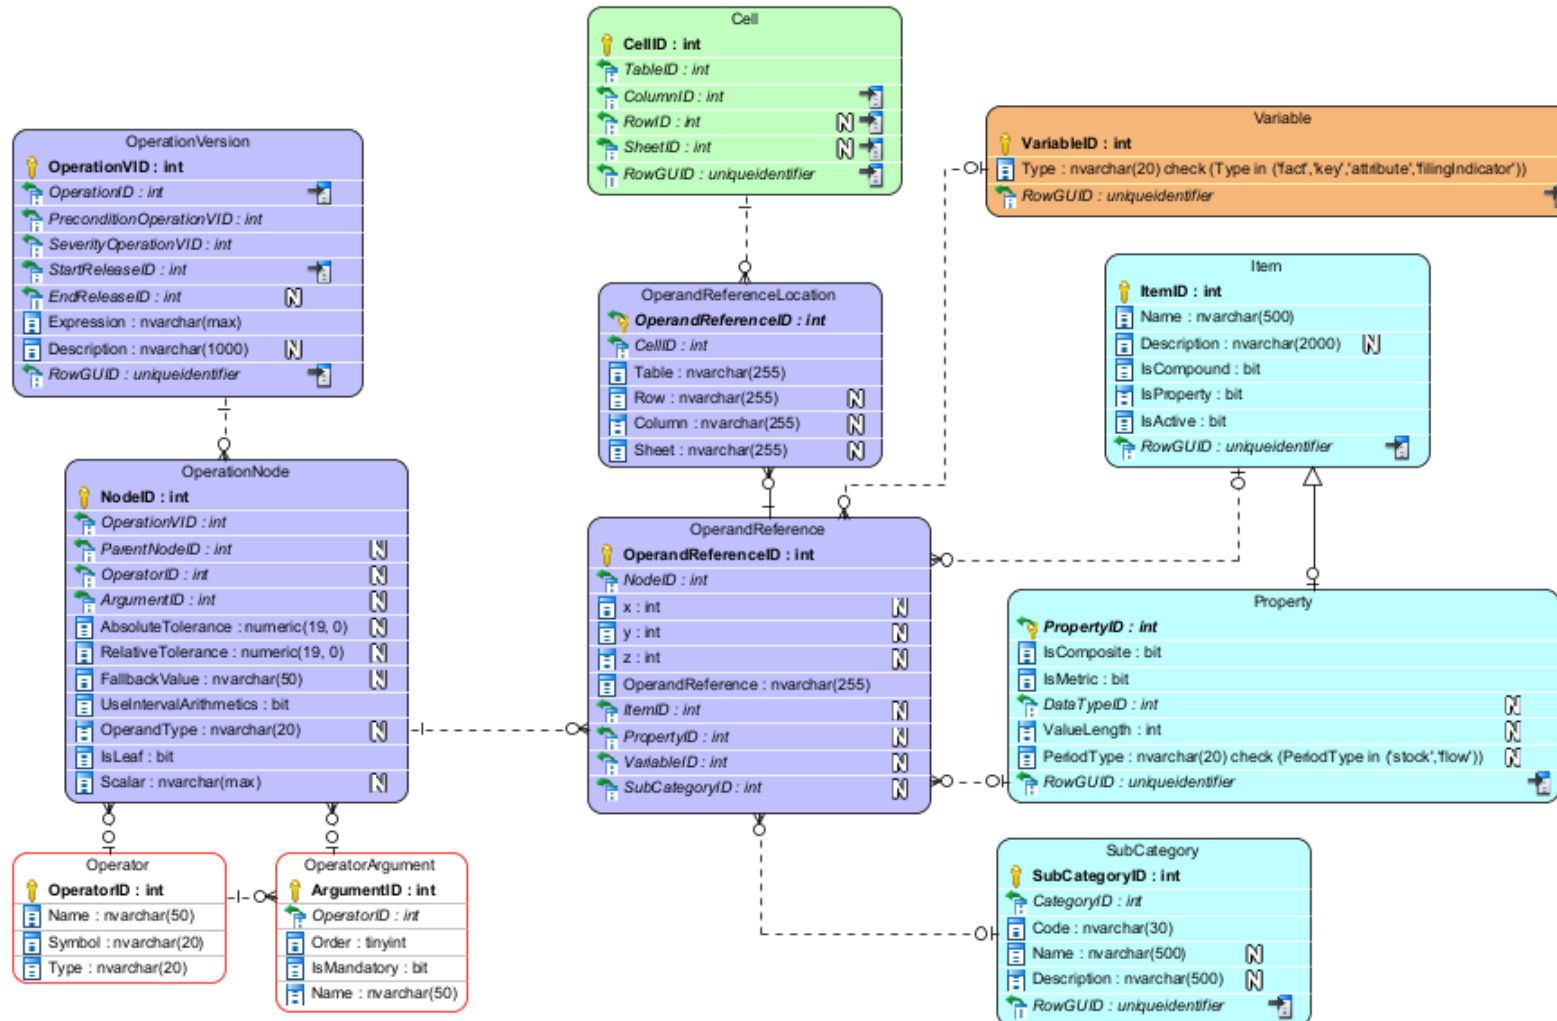 Cell
CellID : int
TableID : int
ColumnID : int
RowID : int
N
SheetID : int
N
RowGUID : uniqueidentifier
Variable
VariableID : int
Type : nvarchar(20) check (Type in ('fact','key','attribute','filingIndicator'))
RowGUID : uniqueidentifier
OperationVersion
OperationVID : int
OperationID : int
PreconditionOperationVID : int
SeverityOperationVID : int
StartReleaseID : int
EndReleaseID : int
N
Expression : nvarchar(max)
Description : nvarchar(1000)
N
RowGUID : uniqueidentifier
Item
ItemID : int
Name : nvarchar(500)
Description : nvarchar(2000)
N
IsCompound : bit
IsProperty : bit
IsActive : bit
RowGUID : uniqueidentifier
OperandReferenceLocation
OperandReferenceID : int
CellID : int
Table : nvarchar(255)
Row : nvarchar(255)
N
Column : nvarchar(255)
N
Sheet : nvarchar(255)
N
OperationNode
NodeID : int
OperationVID : int
ParentNodeID : int
N
OperatorID : int
N
ArgumentID : int
N
AbsoluteTolerance : numeric(19, 0)
N
RelativeTolerance : numeric(19, 0)
N
FallbackValue : nvarchar(50)
N
UseIntervalArithmetics : bit
OperandType : nvarchar(20)
N
IsLeaf : bit
Scalar : nvarchar(max)
N
OperandReference
OperandReferenceID : int
NodeID : int
x : int
N
y : int
N
z : int
N
OperandReference : nvarchar(255)
ItemID : int
N
PropertyID : int
N
VariableID : int
N
SubCategoryID : int
N
Property
PropertyID : int
IsComposite : bit
IsMetric : bit
DataTypeID : int
N
ValueLength : int
N
PeriodType : nvarchar(20) check (PeriodType in ('stock','flow'))
N
RowGUID : uniqueidentifier
Operator
OperatorID : int
Name : nvarchar(50)
Symbol : nvarchar(20)
Type : nvarchar(20)
OperatorArgument
ArgumentID : int
OperatorID : int
Order : tinyint
IsMandatory : bit
Name : nvarchar(50)
SubCategory
SubCategoryID : int
CategoryID : int
Code : nvarchar(30)
Name : nvarchar(500)
N
Description : nvarchar(500)
N
RowGUID : uniqueidentifier